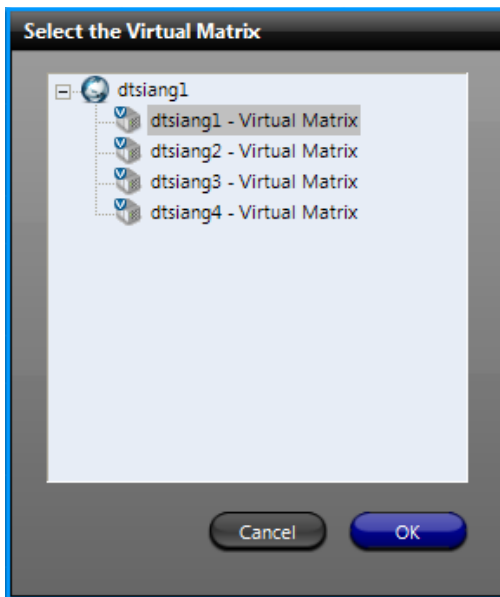 Select the Virtual Matrix
dtsiang1
dtsiang1 - Virtual Matrix
dtsiang2 - Virtual Matrix
dtsiang3 - Virtual Matrix
dtsiang4 - Virtual Matrix
Cancel OK